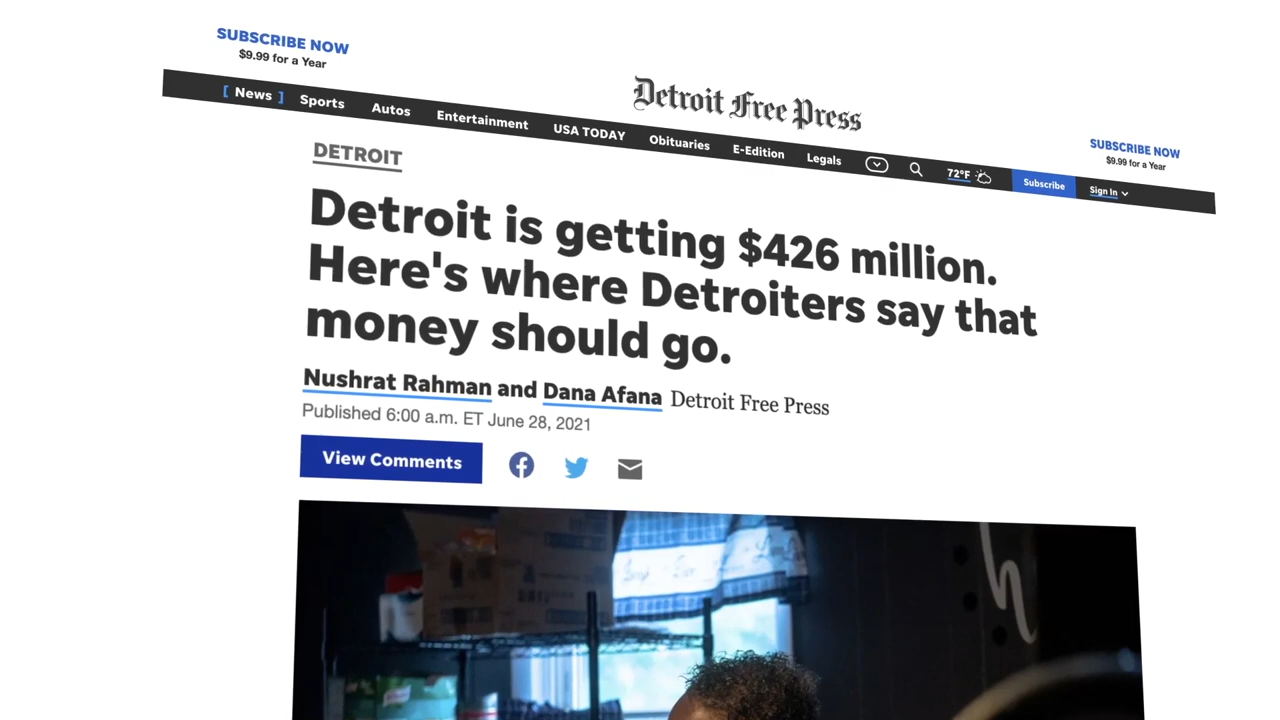 SUBSCRIBE NOW
$9.99 for a Year
Detroit Free Press
SUBSCRIBE NOW
$9.99 for a Year
[ News ] Sports Autos Entertainment USA TODAY Obituaries E-Edition Legals 72°F Subscribe Sign In
DETROIT
Detroit is getting $426 million.
Here's where Detroiters say that
money should go.
Nushrat Rahman and Dana Afana Detroit Free Press
Published 6:00 a.m. ET June 28, 2021
View Comments
h